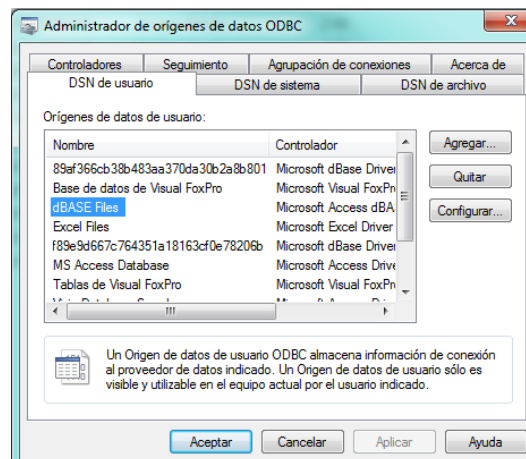 Administrador de orígenes de datos ODBC
Controladores Seguimiento Agrupación de conexiones Acerca de
DSN de usuario DSN de sistema DSN de archivo
Orígenes de datos de usuario:
Nombre Controlador
89af366cb38b483aa370da30b2a8b801 Microsoft dBase Driver
Base de datos de Visual FoxPro Microsoft Visual FoxPr
dBASE Files Microsoft Access dBA
Excel Files Microsoft Excel Driver
f89e9d667c764351a18163cf0e78206b Microsoft dBase Driver
MS Access Database Microsoft Access Drive
Tablas de Visual FoxPro Microsoft Visual FoxPr
Agregar...
Quitar
Configurar...
Un Origen de datos de usuario ODBC almacena información de conexión
al proveedor de datos indicado. Un Origen de datos de usuario sólo es
visible y utilizable en el equipo actual por el usuario indicado.
Aceptar Cancelar Aplicar Ayuda